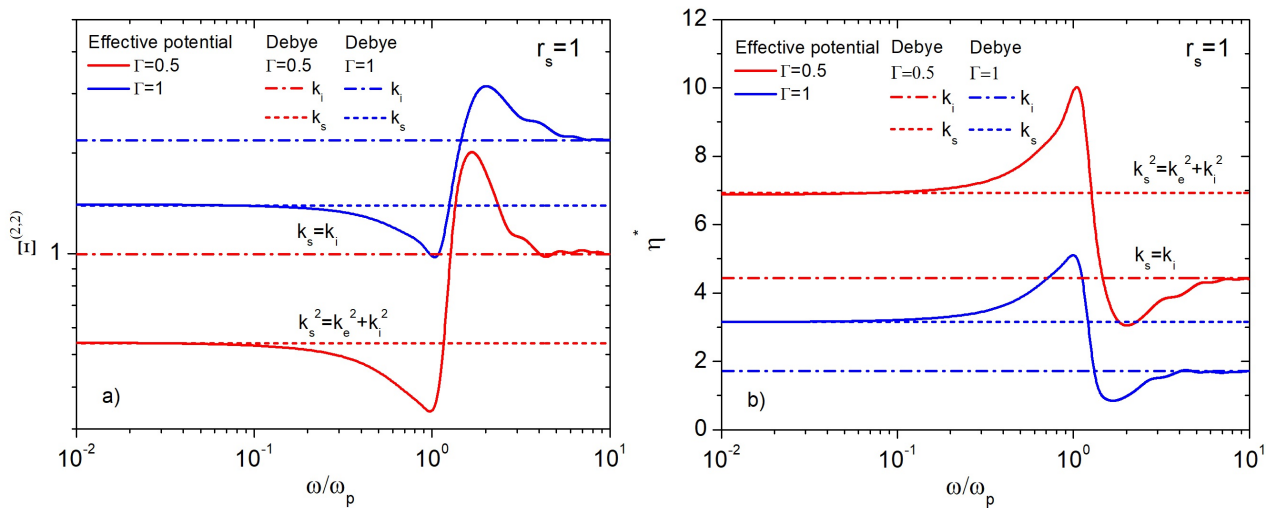 Effective potential Debye Debye r_s=1
Γ=0.5 Γ=0.5 Γ=1
Γ=1 k_i k_i
k_s k_s
Ξ^(2,2)
1
k_s=k_i
k_s^2=k_e^2+k_i^2
a)
10^-2 10^-1 10^0 10^1
ω/ω_p
12
10
8
6
4
2
0
η*
Effective potential Debye Debye r_s=1
Γ=0.5 Γ=0.5 Γ=1
Γ=1 k_i k_i
k_s k_s
k_s^2=k_e^2+k_i^2
k_s=k_i
b)
10^-2 10^-1 10^0 10^1
ω/ω_p